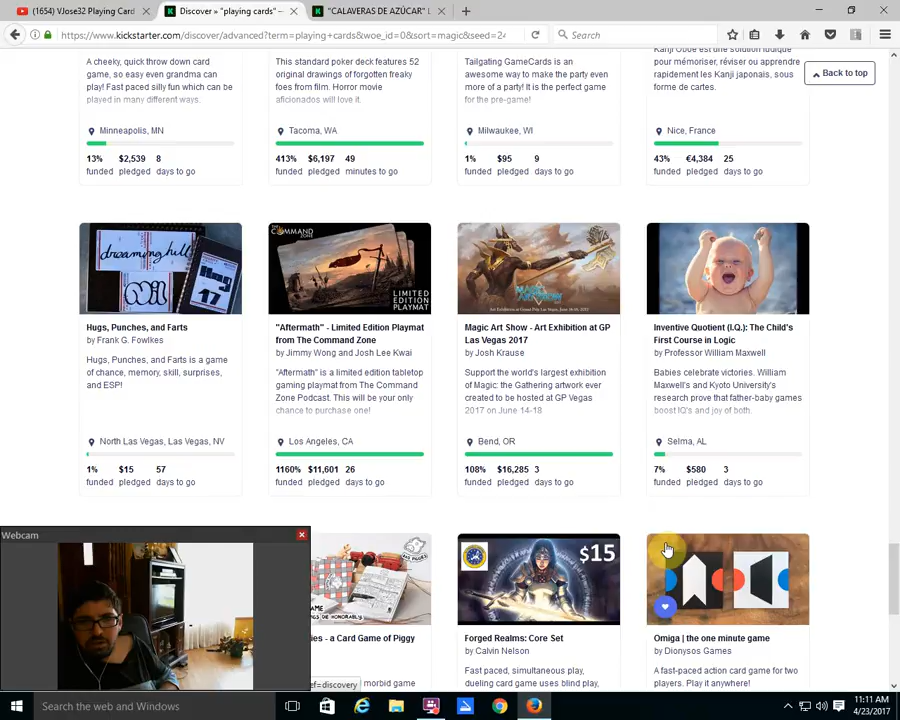 (1654) VJose32 Playing Card
Discover » "playing cards" –
"CALAVERAS DE AZÚCAR" L
https://www.kickstarter.com/discover/advanced?term=playing+cards&woe_id=0&sort=magic&seed=24
Search
Back to top
A cheeky, quick throw down card
game, so easy even grandma can
play! Fast paced silly fun which can be
played in many different ways.
Minneapolis, MN
13% $2,539 8
funded pledged days to go
This standard poker deck features 52
original drawings of forgotten freaky
foes from film. Horror movie
aficionados will love it.
Tacoma, WA
413% $6,197 49
funded pledged minutes to go
Tailgating GameCards is an
awesome way to make the party even
more of a party! It is the perfect game
for the pre-game!
Milwaukee, WI
1% $95 9
funded pledged days to go
Kanji Oboe est une solution ludique
pour mémoriser, réviser ou apprendre
rapidement les Kanji japonais, sous
forme de cartes.
Nice, France
43% €4,384 25
funded pledged days to go
dreaming hill
Hug
17
Hugs, Punches, and Farts
by Frank G. Fowlkes
Hugs, Punches, and Farts is a game
of chance, memory, skill, surprises,
and ESP!
North Las Vegas, Las Vegas, NV
1% $15 57
funded pledged days to go
THE COMMAND ZONE
LIMITED
EDITION
PLAYMAT
"Aftermath" - Limited Edition Playmat
from The Command Zone
by Jimmy Wong and Josh Lee Kwai
"Aftermath" is a limited edition tabletop
gaming playmat from The Command
Zone Podcast. This will be your only
chance to purchase one!
Los Angeles, CA
1160% $11,601 26
funded pledged days to go
Magic Art Show - Art Exhibition at GP
Las Vegas 2017
by Josh Krause
Support the world's largest exhibition
of Magic: the Gathering artwork ever
created to be hosted at GP Vegas
2017 on June 14-18
Bend, OR
108% $16,285 3
funded pledged days to go
Inventive Quotient (I.Q.): The Child's
First Course in Logic
by Professor William Maxwell
Babies celebrate victories. William
Maxwell's and Kyoto University's
research prove that father-baby games
boost IQ's and joy of both.
Selma, AL
7% $580 3
funded pledged days to go
Webcam
ies - a Card Game of Piggy
morbid game
ef=discovery
$15
Forged Realms: Core Set
by Calvin Nelson
Fast paced, simultaneous play,
dueling card game uses blind play,
Omiga | the one minute game
by Dionysos Games
A fast-paced action card game for two
players. Play it anywhere!
Search the web and Windows
11:11 AM
4/23/2017